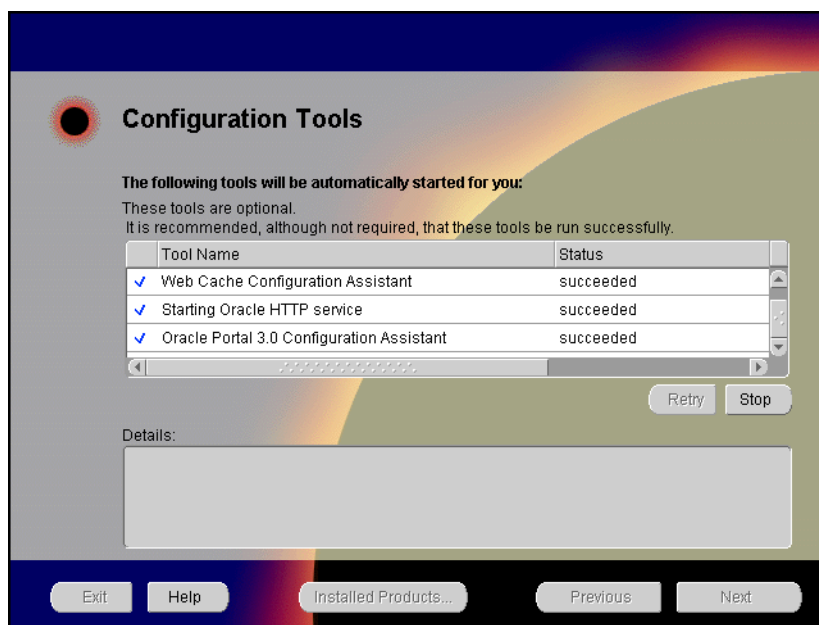 Configuration Tools
The following tools will be automatically started for you:
These tools are optional.
It is recommended, although not required, that these tools be run successfully.
Tool Name Status
Web Cache Configuration Assistant succeeded
Starting Oracle HTTP service succeeded
Oracle Portal 3.0 Configuration Assistant succeeded
Retry Stop
Details:
Exit Help Installed Products... Previous Next